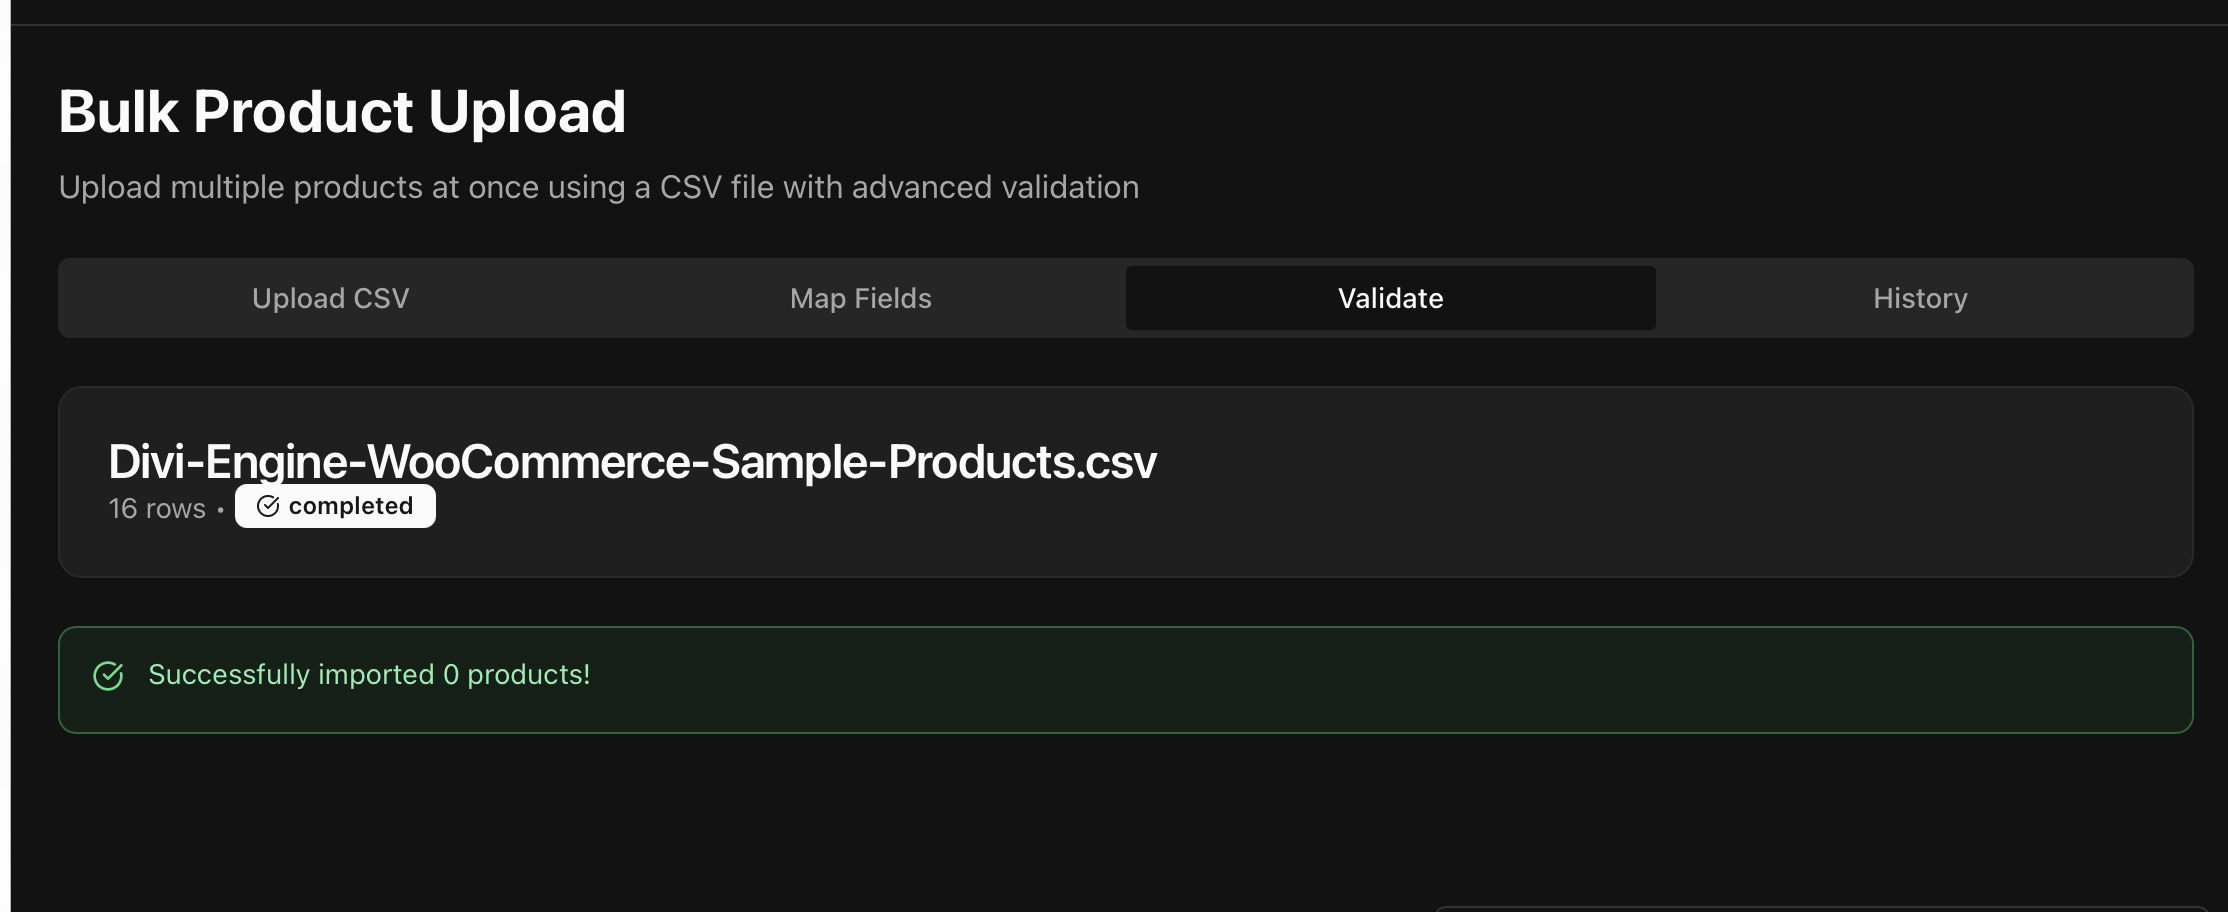 Bulk Product Upload
Upload multiple products at once using a CSV file with advanced validation
Upload CSV
Map Fields
Validate
History
Divi-Engine-WooCommerce-Sample-Products.csv
16 rows • completed
Successfully imported 0 products!